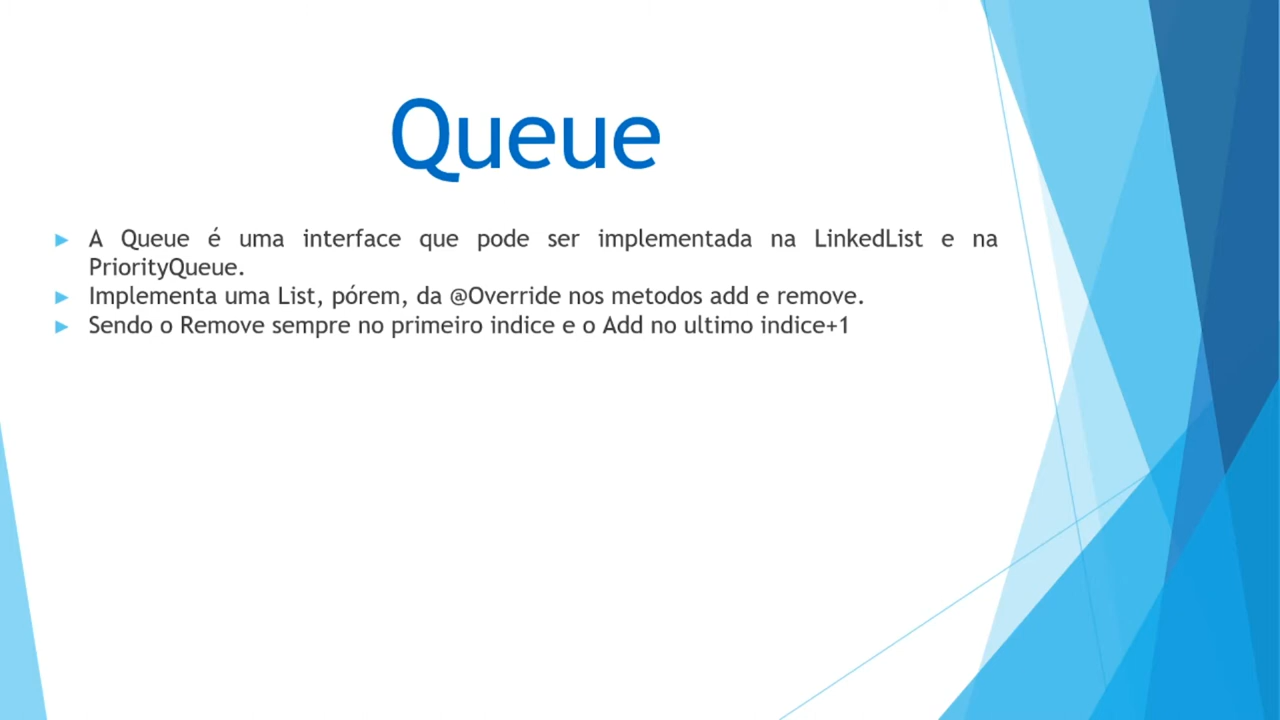 Queue
A Queue é uma interface que pode ser implementada na LinkedList e na
PriorityQueue.
Implementa uma List, pórem, da @Override nos metodos add e remove.
Sendo o Remove sempre no primeiro indice e o Add no ultimo indice+1